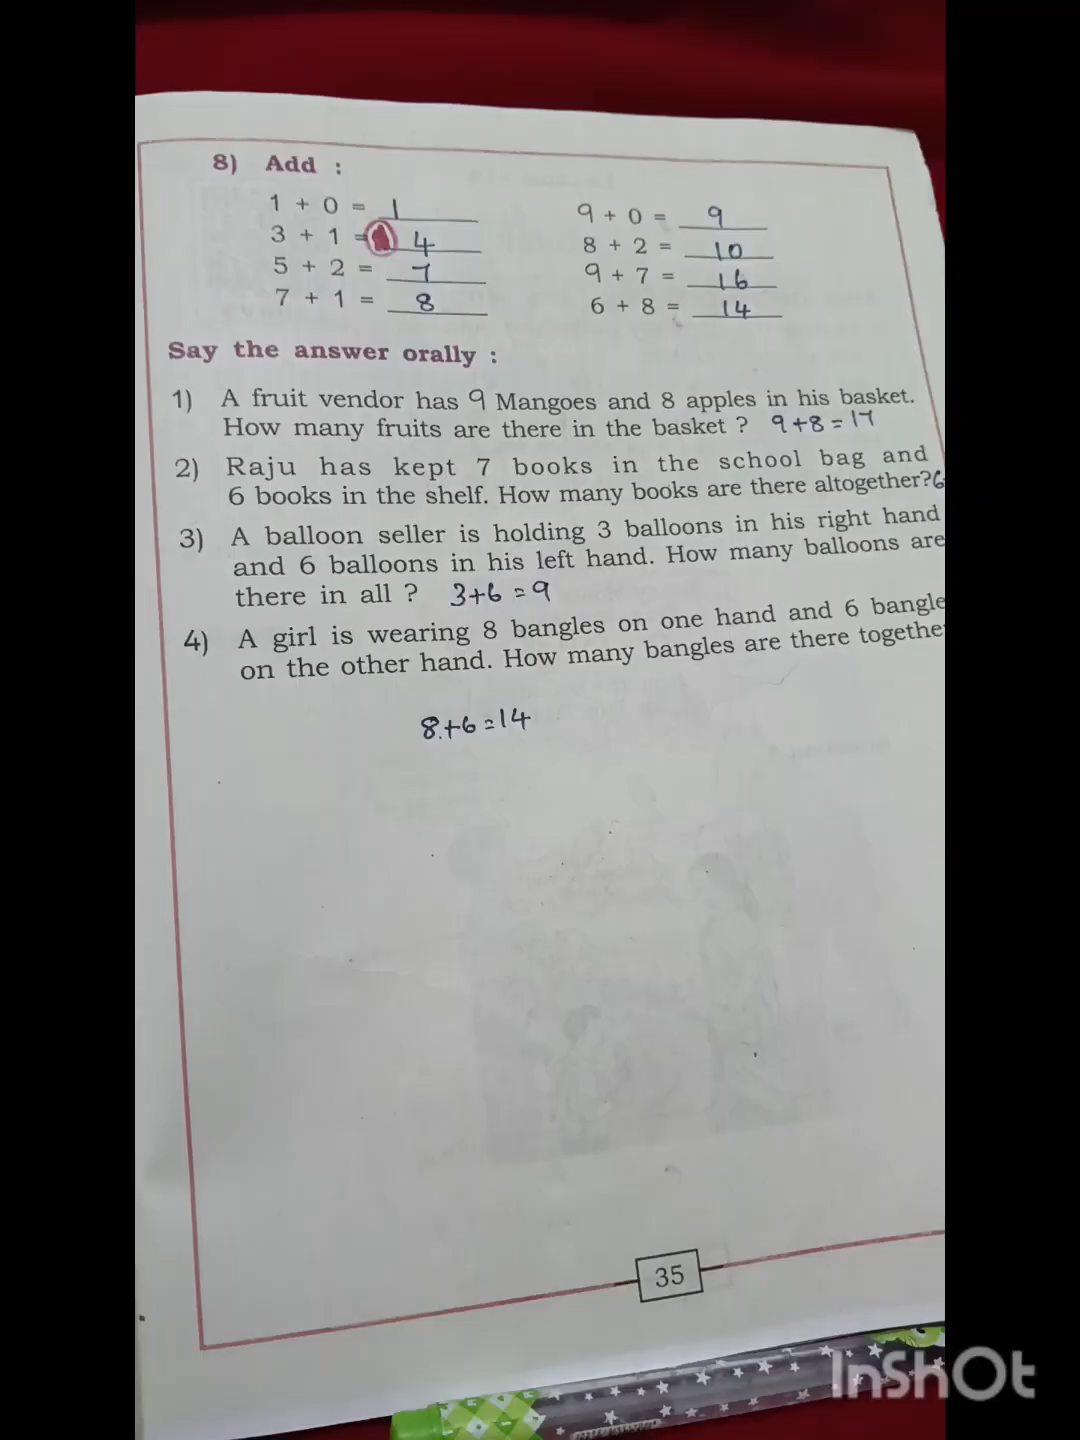 8) Add :
1 + 0 = 1
3 + 1 = 4
5 + 2 = 7
7 + 1 = 8
9 + 0 = 9
8 + 2 = 10
9 + 7 = 16
6 + 8 = 14
Say the answer orally :
1) A fruit vendor has 9 Mangoes and 8 apples in his basket.
How many fruits are there in the basket ? 9+8=17
2) Raju has kept 7 books in the school bag and
6 books in the shelf. How many books are there altogether?6
3) A balloon seller is holding 3 balloons in his right hand
and 6 balloons in his left hand. How many balloons are
there in all ? 3+6=9
4) A girl is wearing 8 bangles on one hand and 6 bangle
on the other hand. How many bangles are there togethe
8+6=14
35
InShOt